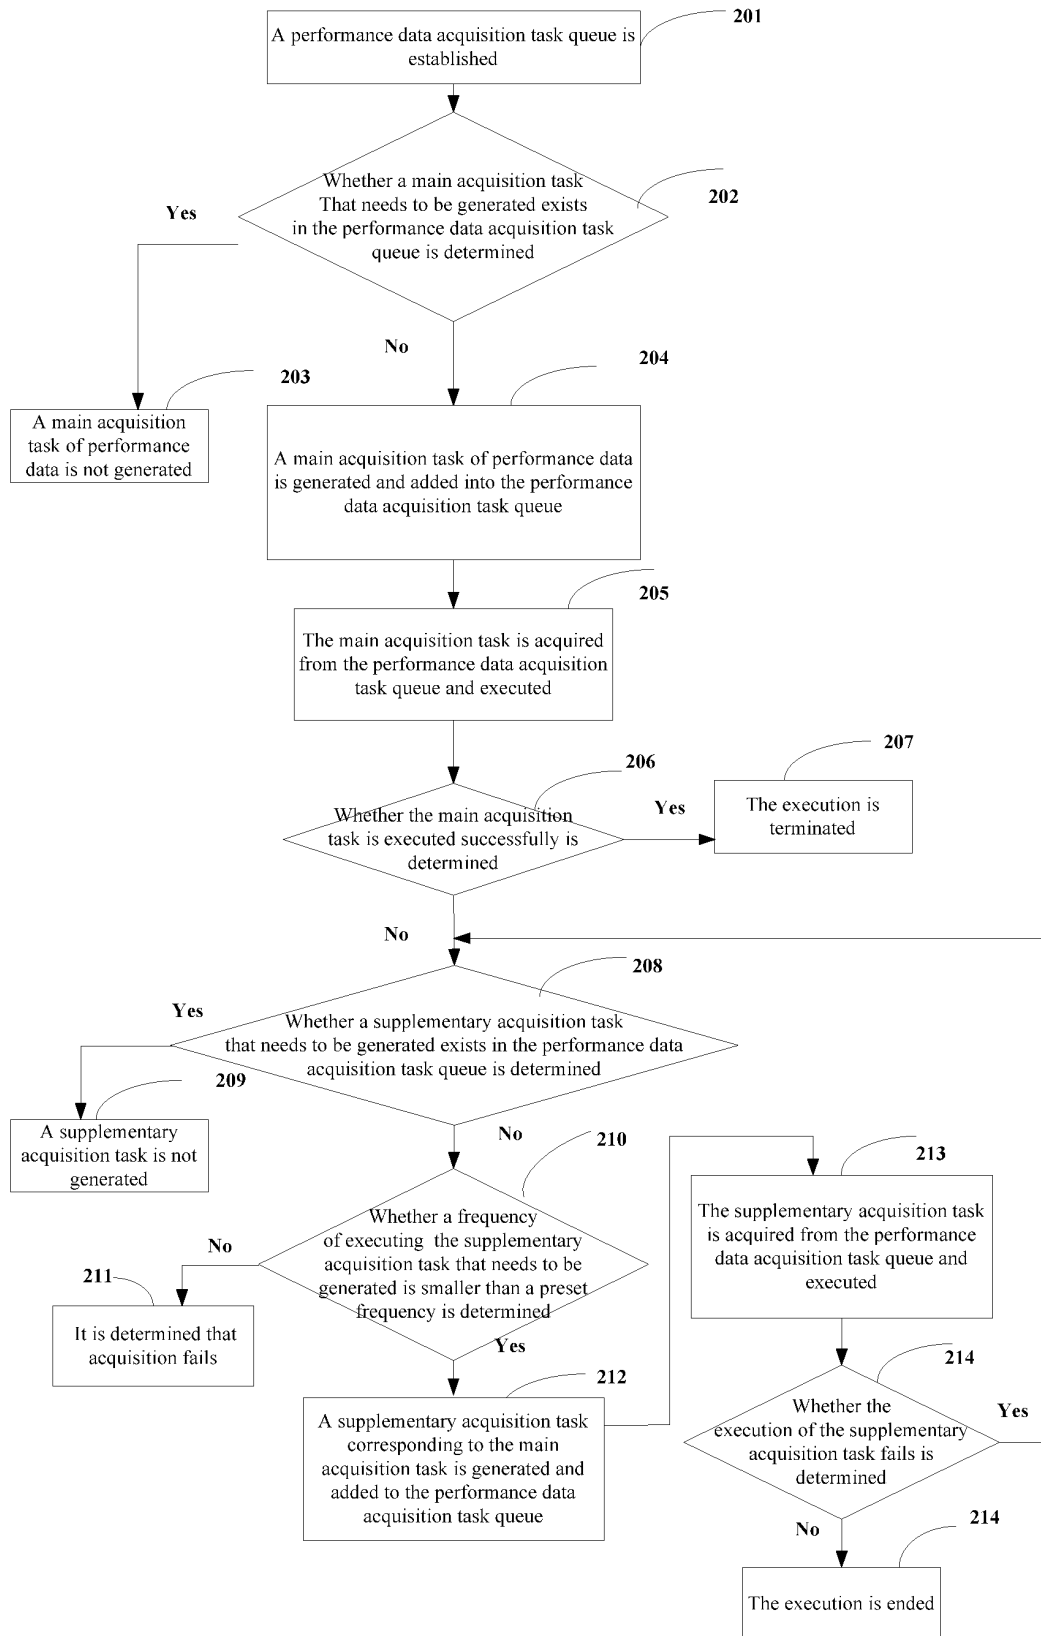 201
A performance data acquisition task queue is
established
Whether a main acquisition task
That needs to be generated exists
in the performance data acquisition task
queue is determined
202
Yes
No
203
A main acquisition
task of performance
data is not generated
204
A main acquisition task of performance data
is generated and added into the performance
data acquisition task queue
205
The main acquisition task is acquired
from the performance data acquisition
task queue and executed
206
Whether the main acquisition
task is executed successfully is
determined
Yes
207
The execution is
terminated
No
208
Whether a supplementary acquisition task
that needs to be generated exists in the performance data
acquisition task queue is determined
Yes
209
A supplementary
acquisition task is not
generated
No
210
Whether a frequency
of executing the supplementary
acquisition task that needs to be
generated is smaller than a preset
frequency is determined
No
211
It is determined that
acquisition fails
Yes
212
A supplementary acquisition task
corresponding to the main
acquisition task is generated and
added to the performance data
acquisition task queue
213
The supplementary acquisition task
is acquired from the performance
data acquisition task queue and
executed
214
Whether the
execution of the supplementary
acquisition task fails is
determined
Yes
No
214
The execution is ended